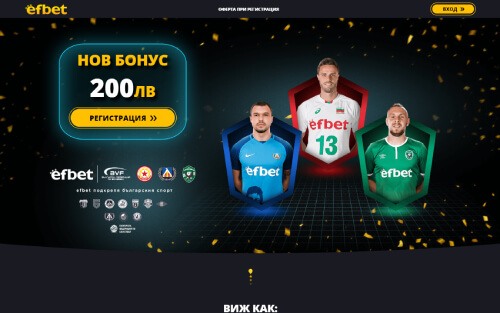 efbet
ОФЕРТА ПРИ РЕГИСТРАЦИЯ
ВХОД »
НОВ БОНУС
200ЛВ
РЕГИСТРАЦИЯ »
efbet
BVF
efbet подкрепя българския спорт
efbet
efbet
13
efbet
ВИЖ КАК: